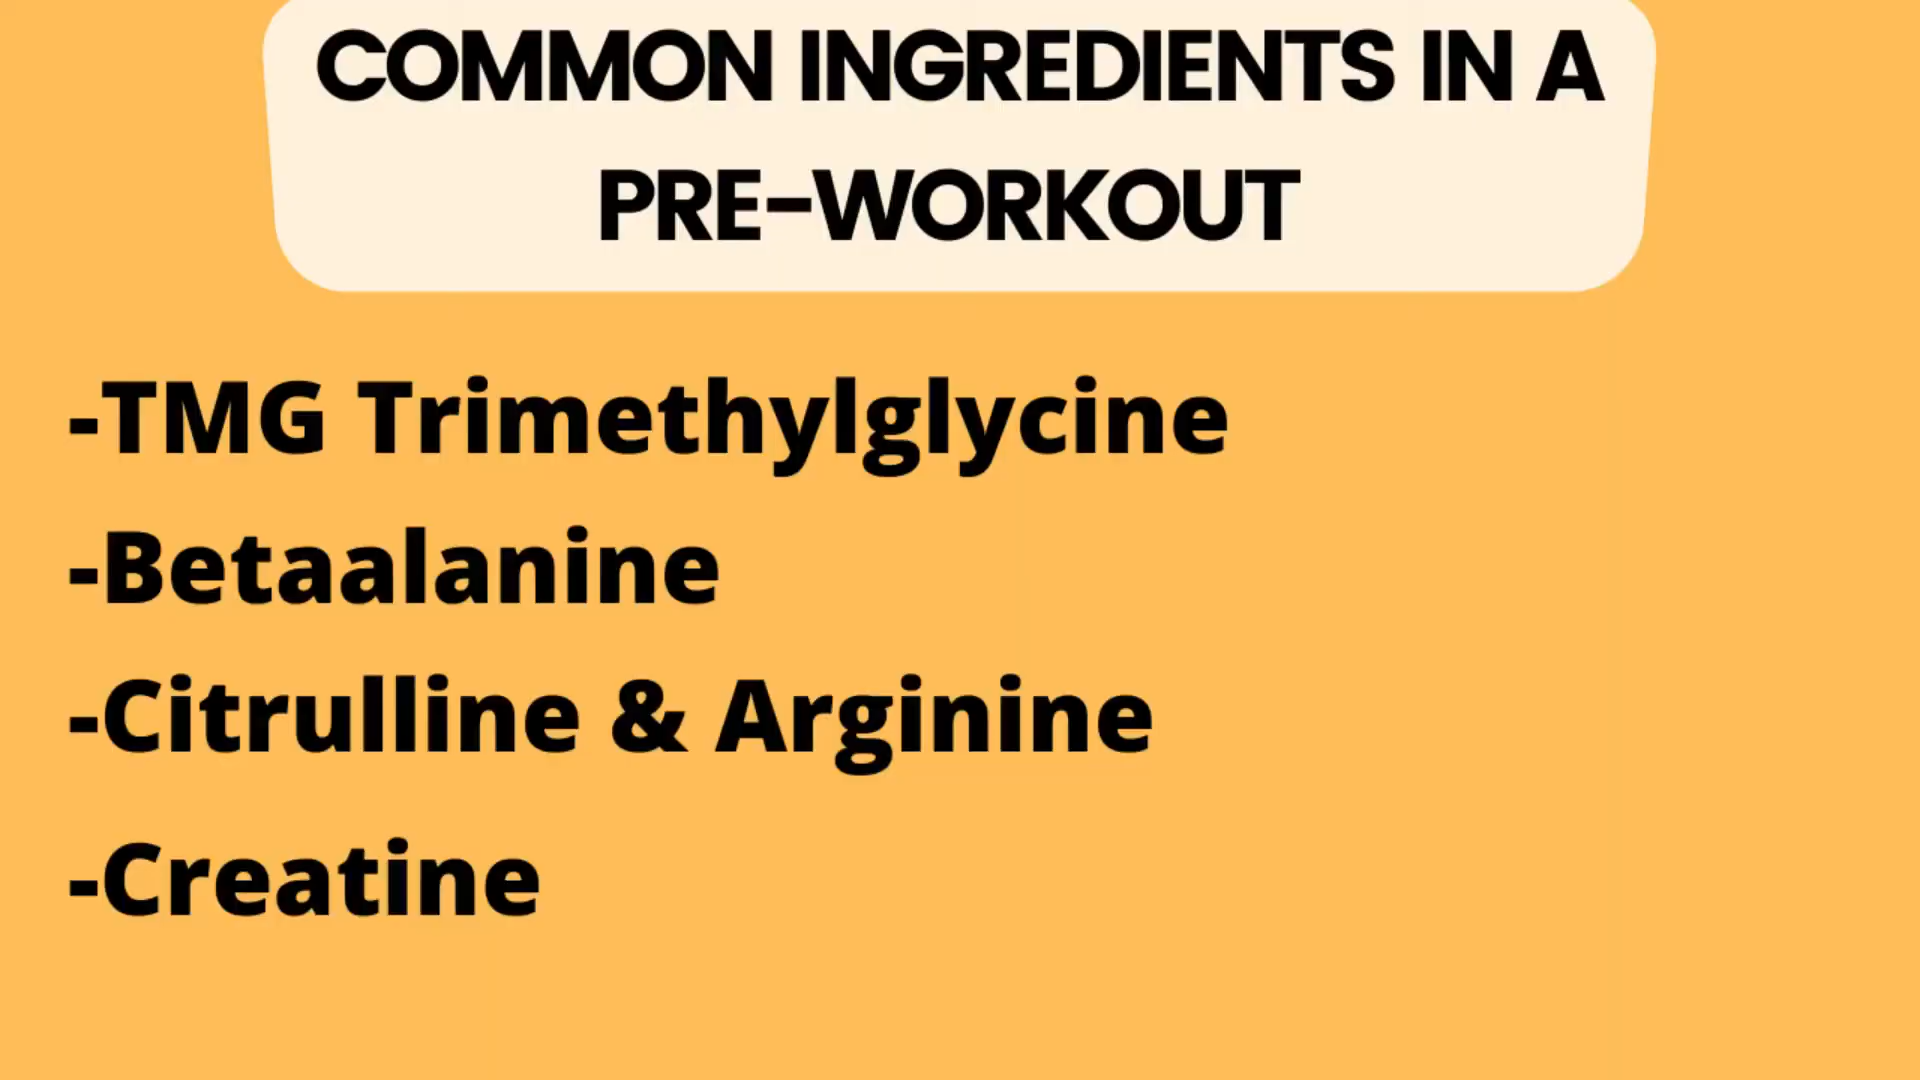 COMMON INGREDIENTS IN A
PRE-WORKOUT
-TMG Trimethylglycine
-Betaalanine
-Citrulline & Arginine
-Creatine